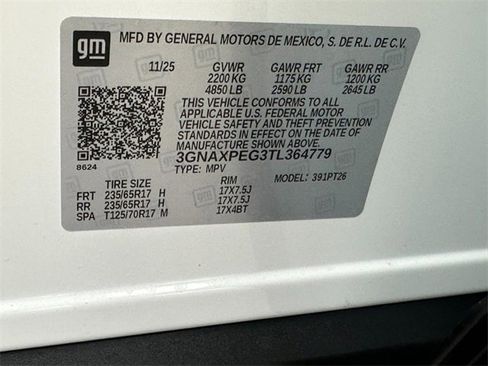 gm
MFD BY GENERAL MOTORS DE MEXICO, S. DE R.L. DE C.V.
11/25 GVWR GAWR FRT GAWR RR
2200 KG 1175 KG 1200 KG
4850 LB 2590 LB 2645 LB
THIS VEHICLE CONFORMS TO ALL
APPLICABLE U.S. FEDERAL MOTOR
VEHICLE SAFETY AND THEFT
PREVENTION STANDARDS IN EFFECT ON
THE DATE OF MANUFACTURE SHOWN ABOVE.
3GNAXPEG3TL364779
8624
TYPE: MPV MODEL: 391PT26
TIRE SIZE RIM
FRT 235/65R17 H 17X7.5J
RR 235/65R17 H 17X7.5J
SPA T125/70R17 M 17X4BT